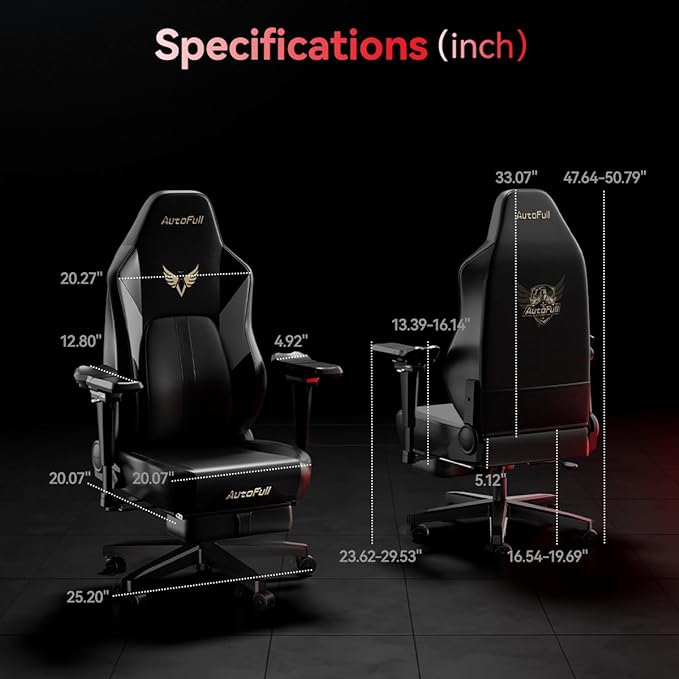 Specifications (inch)
33.07"
47.64-50.79"
AutoFull
AutoFull
20.27"
AutoFull
13.39-16.14"
12.80"
4.92"
20.07"
20.07"
5.12"
AutoFull
23.62-29.53"
16.54-19.69"
25.20"